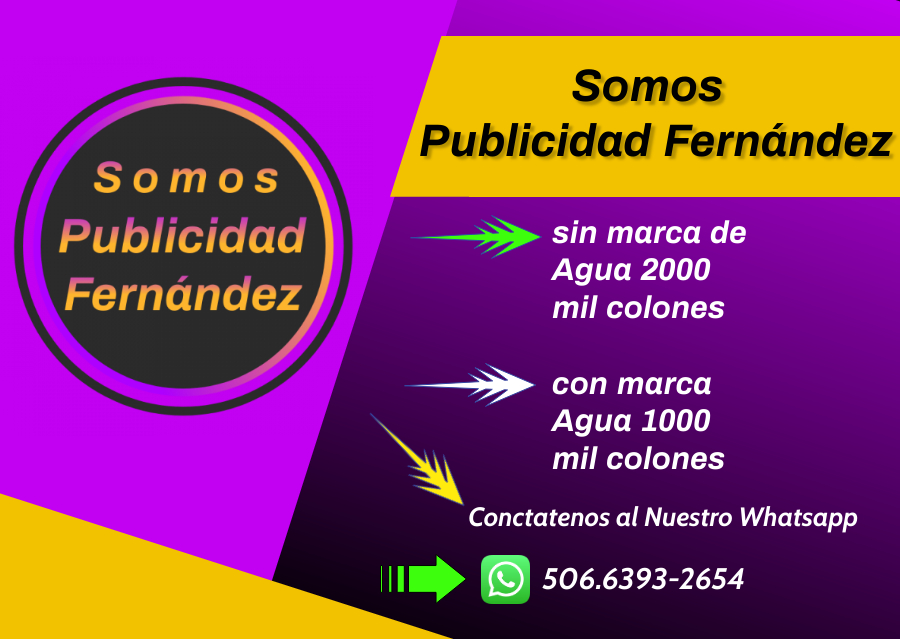 Somos
Publicidad
Fernández
Somos
Publicidad Fernández
sin marca de
Agua 2000
mil colones
con marca
Agua 1000
mil colones
Conctatenos al Nuestro Whatsapp
506.6393-2654